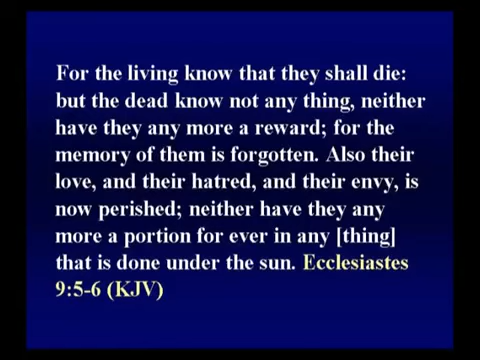 For the living know that they shall die:
but the dead know not any thing, neither
have they any more a reward; for the
memory of them is forgotten. Also their
love, and their hatred, and their envy, is
now perished; neither have they any
more a portion for ever in any [thing]
that is done under the sun. Ecclesiastes
9:5-6 (KJV)